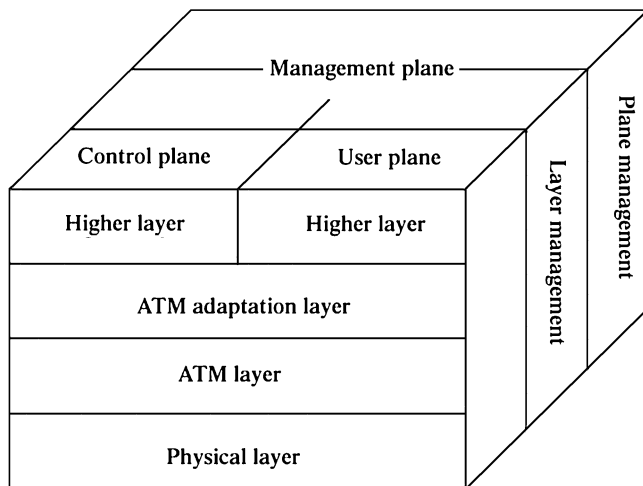 Management plane
Control plane
User plane
Higher layer
Higher layer
ATM adaptation layer
ATM layer
Physical layer
Layer management
Plane management